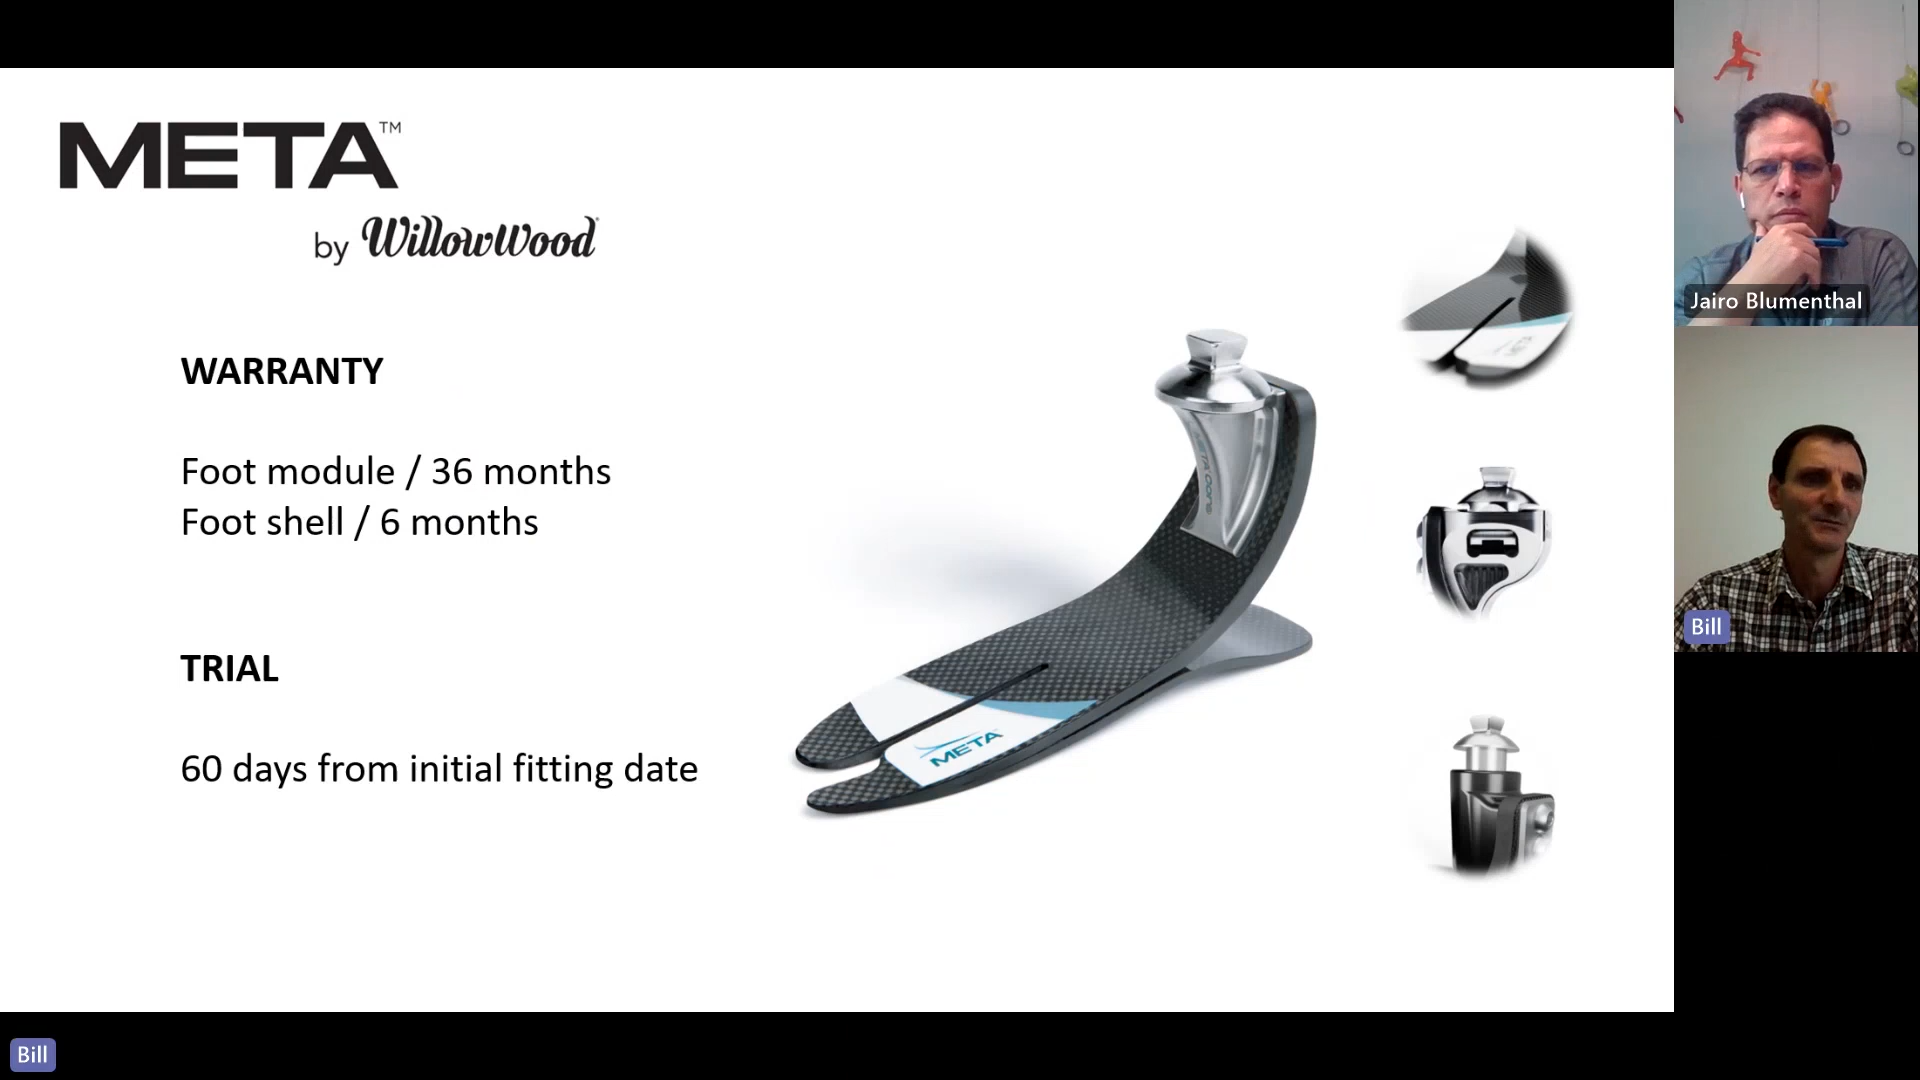 META™
by WillowWood
WARRANTY
Foot module / 36 months
Foot shell / 6 months
TRIAL
60 days from initial fitting date
META
META
Jairo Blumenthal
Bill
Bill